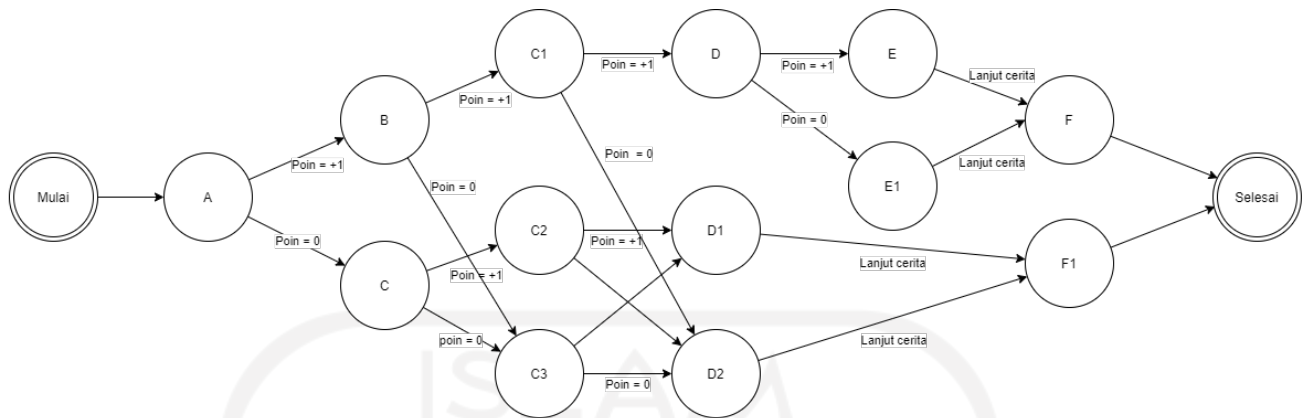 C1
Poin = +1
D
Poin = +1
E
Lanjut cerita
Poin = +1
B
Poin = 0
F
Poin = +1
Poin = 0
Lanjut cerita
E1
Mulai
A
Poin = 0
Selesai
Poin = 0
C2
Poin = +1
D1
Lanjut cerita
F1
C
Poin = +1
poin = 0
Lanjut cerita
C3
Poin = 0
D2
ISLAM